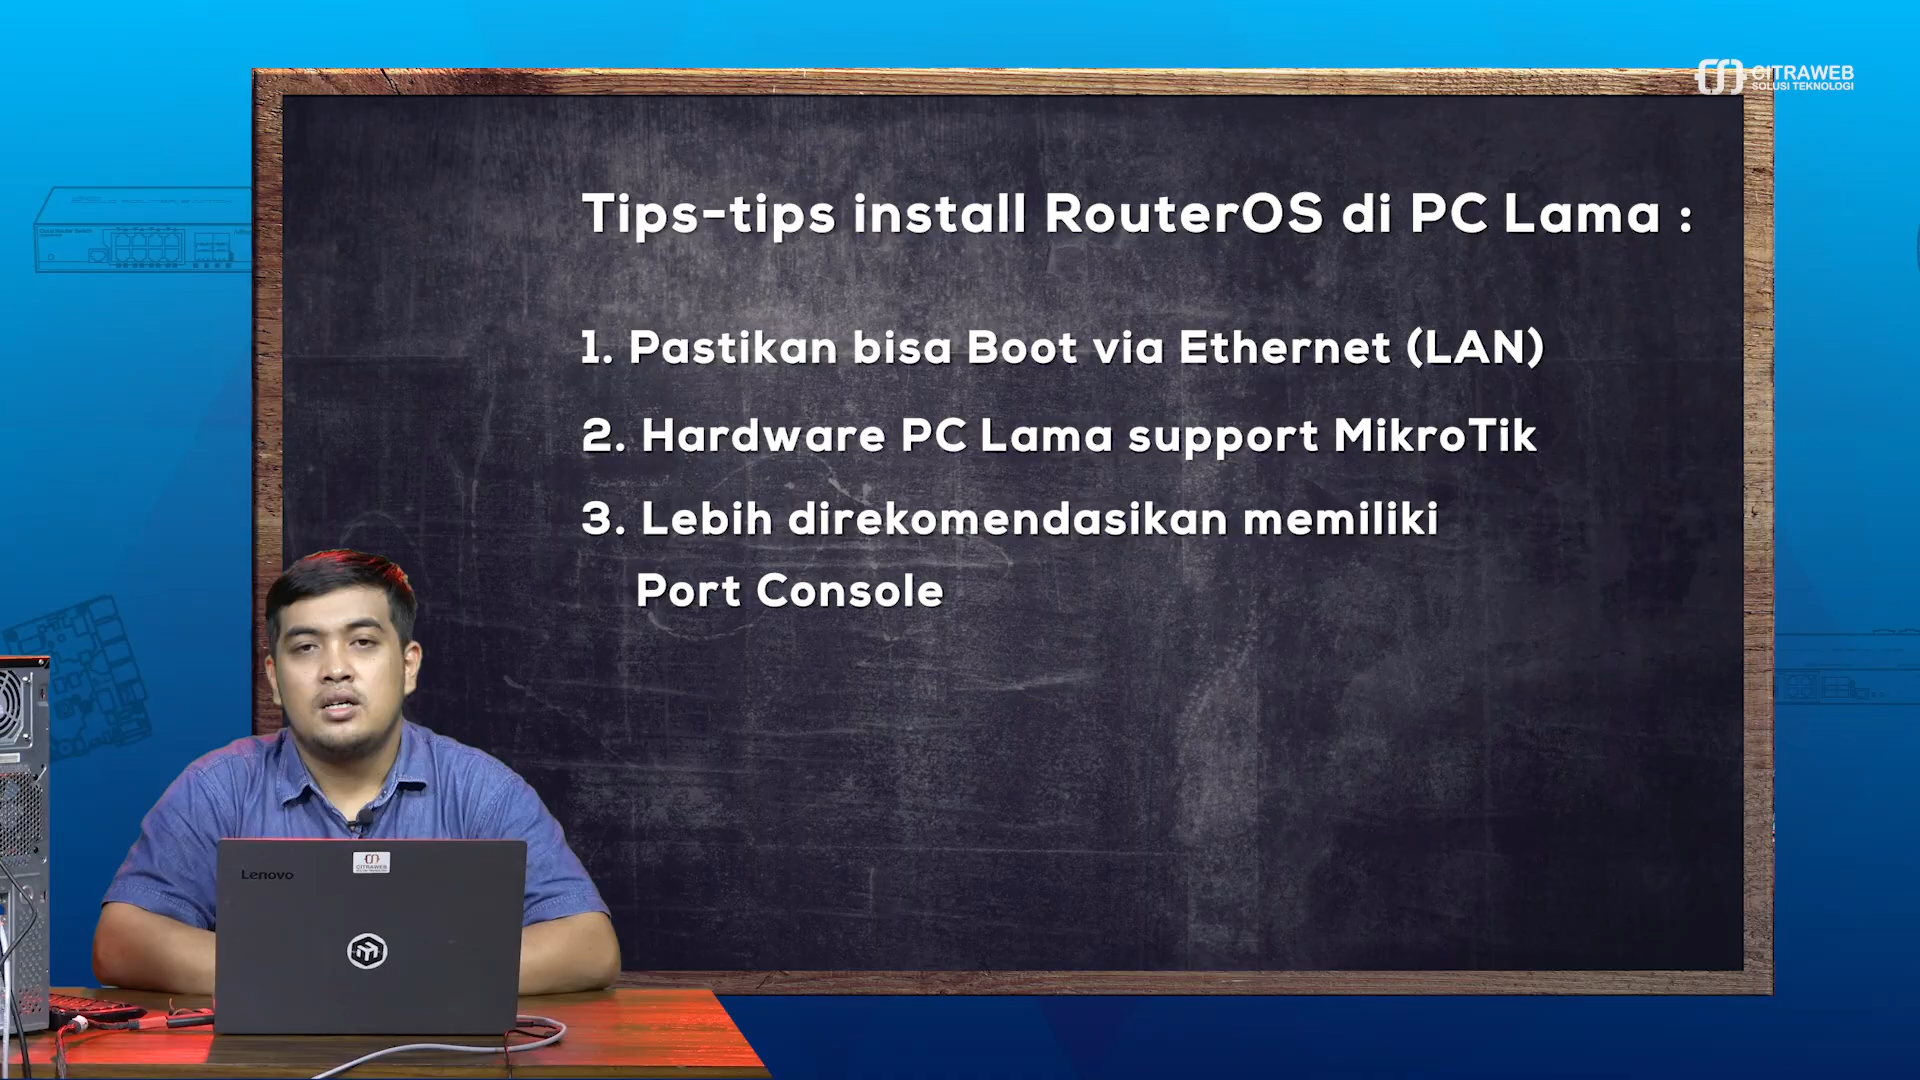 CITRAWEB
SOLUSI TEKNOLOGI
Tips-tips install RouterOS di PC Lama :
1. Pastikan bisa Boot via Ethernet (LAN)
2. Hardware PC Lama support MikroTik
3. Lebih direkomendasikan memiliki
Port Console
Lenovo
CITRAWEB